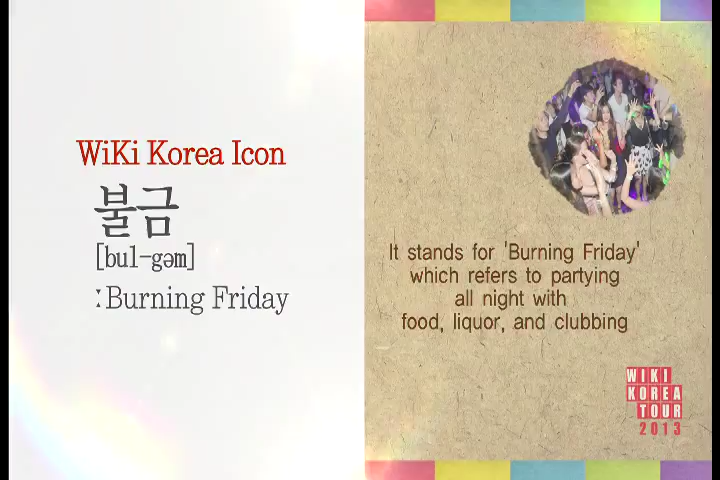 WiKi Korea Icon
불금
[bul-gəm]
:Burning Friday
It stands for 'Burning Friday'
which refers to partying
all night with
food, liquor, and clubbing
WIKI
KOREA
TOUR
2013